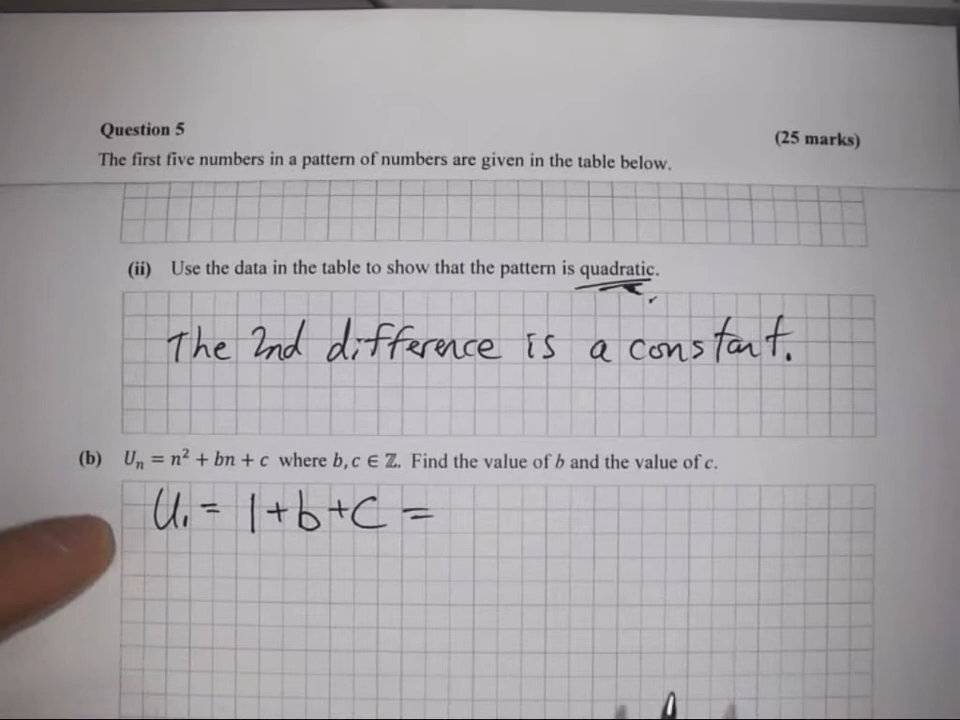 Question 5
(25 marks)
The first five numbers in a pattern of numbers are given in the table below.
(ii) Use the data in the table to show that the pattern is quadratic.
The 2nd difference is a constant.
(b) Uₙ = n² + bn + c where b, c ∈ ℤ. Find the value of b and the value of c.
U₁ = 1+b+c =